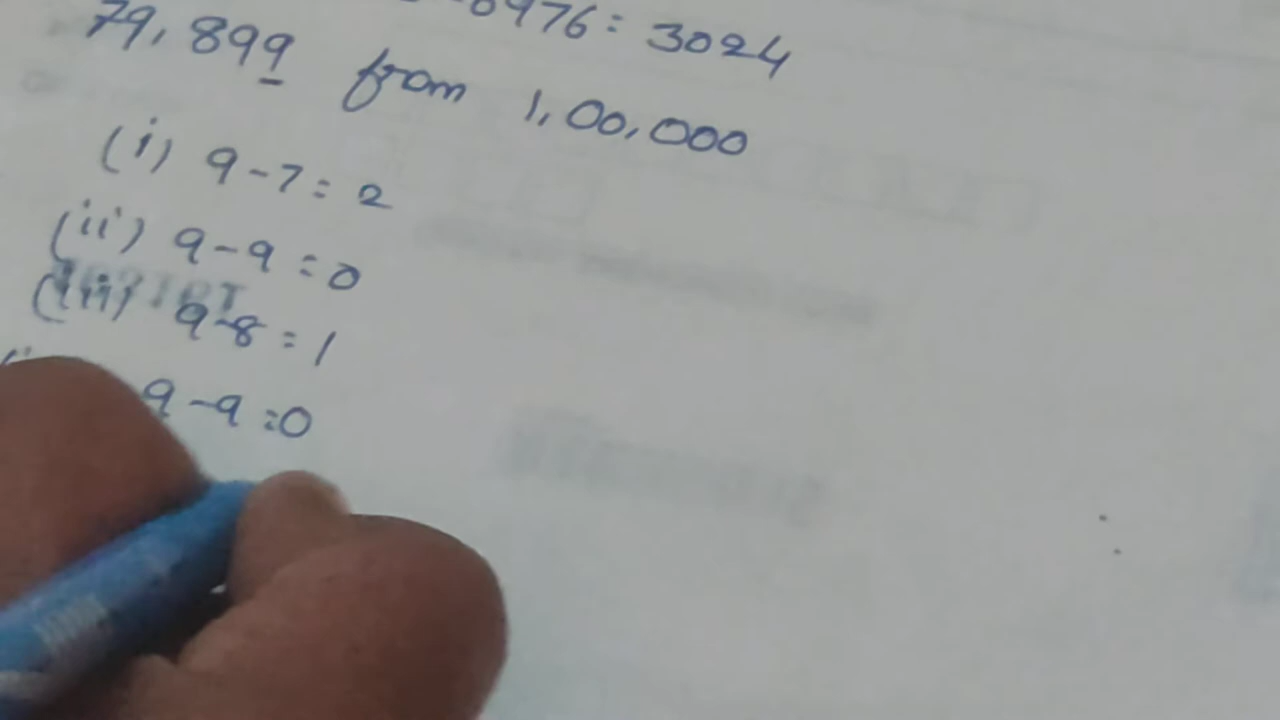 6976 : 3024
79,899 from 1,00,000
(i) 9-7 = 2
(ii) 9-9 = 0
(iii) 9-8 = 1
9-9 = 0